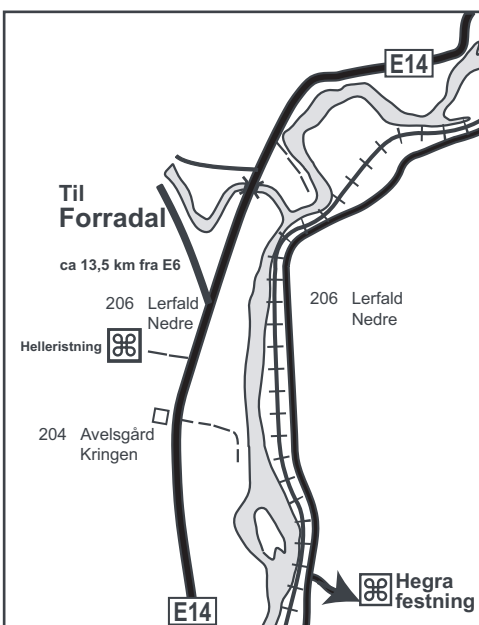 E14
Til
Forradal
ca 13,5 km fra E6
206 Lerfald
Nedre
206 Lerfald
Nedre
Helleristning
204 Avelsgård
Kringen
Hegra
festning
E14